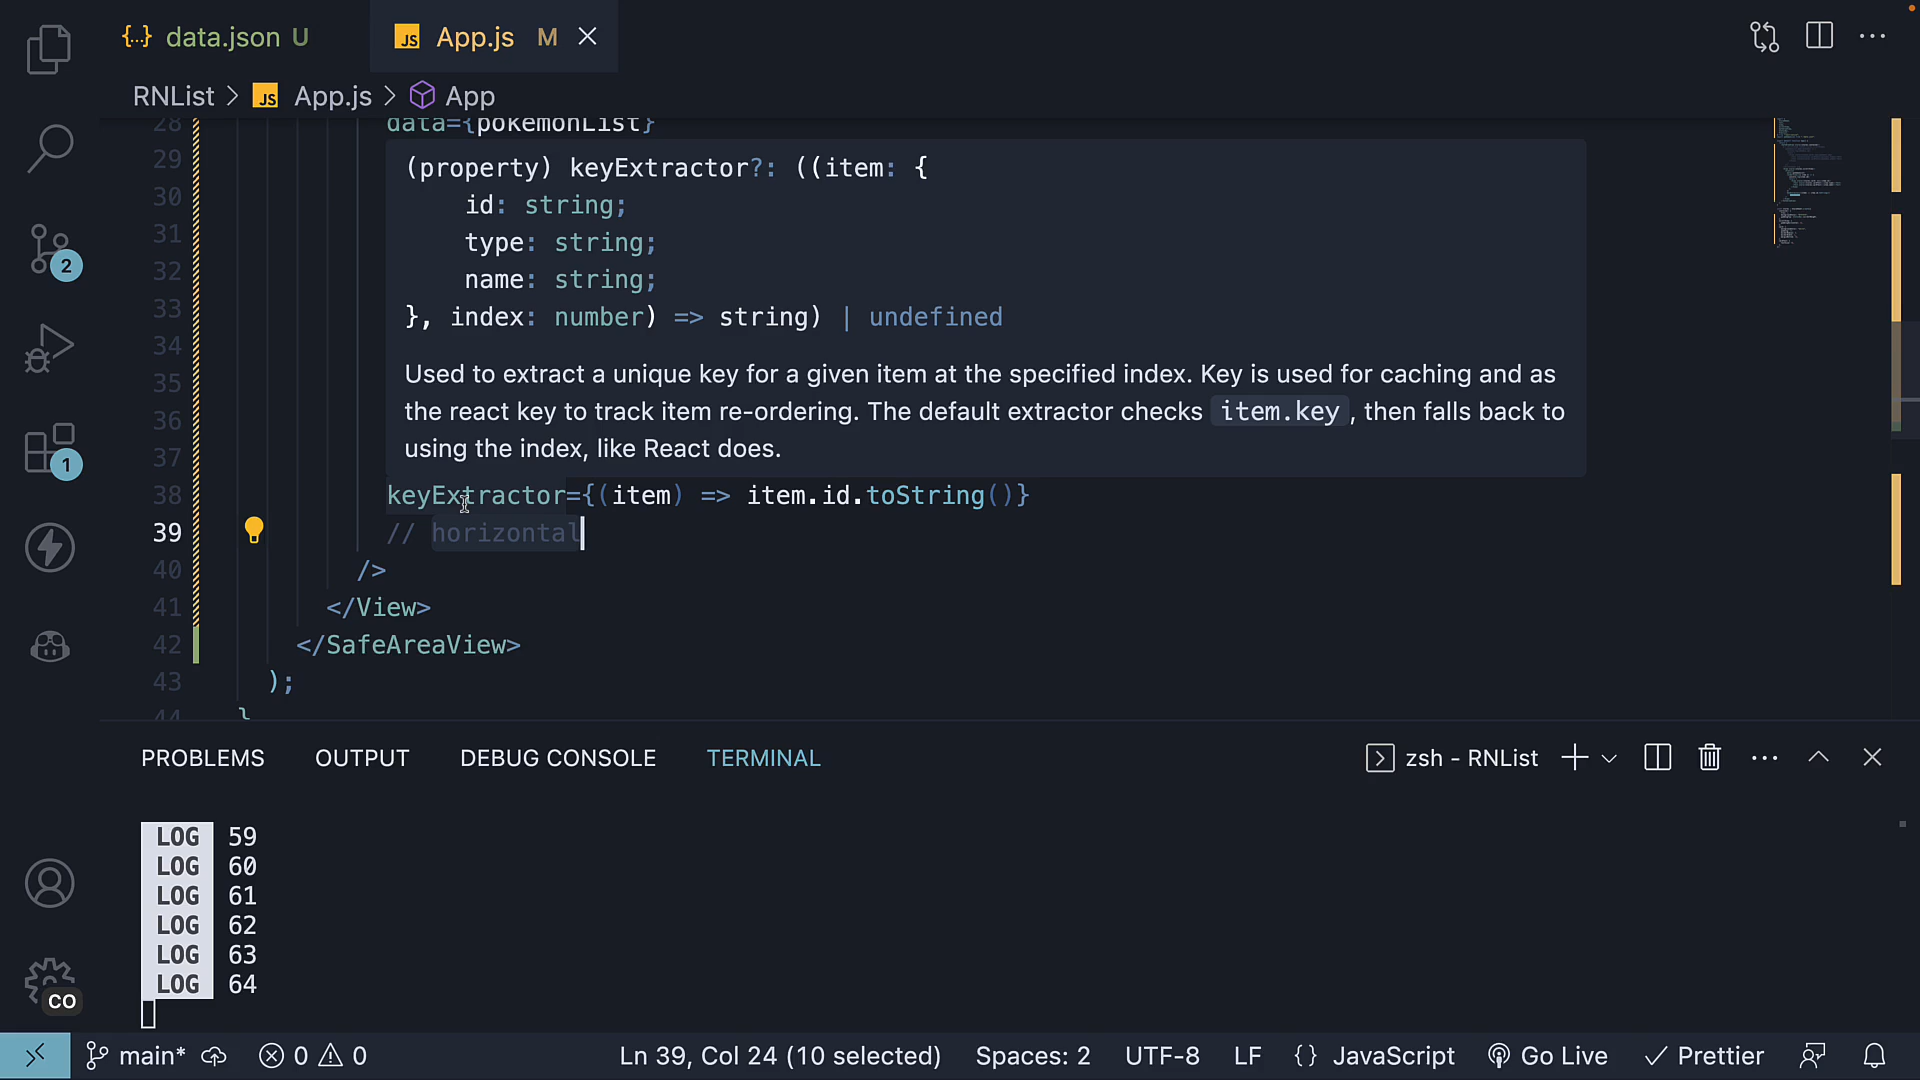 {..} data.json U
JS App.js M
RNList > JS App.js > App
28 data={pokemonList}
29 (property) keyExtractor?: ((item: {
30 id: string;
31 type: string;
32 name: string;
33 }, index: number) => string) | undefined
34
35 Used to extract a unique key for a given item at the specified index. Key is used for caching and as
36 the react key to track item re-ordering. The default extractor checks item.key, then falls back to
37 using the index, like React does.
38 keyExtractor={(item) => item.id.toString()}
39 // horizontal
40 />
41 </View>
42 </SafeAreaView>
43 );
44 }
2
1
CO
PROBLEMS OUTPUT DEBUG CONSOLE TERMINAL zsh - RNList
LOG 59
LOG 60
LOG 61
LOG 62
LOG 63
LOG 64
main* 0 0 Ln 39, Col 24 (10 selected) Spaces: 2 UTF-8 LF {} JavaScript Go Live Prettier